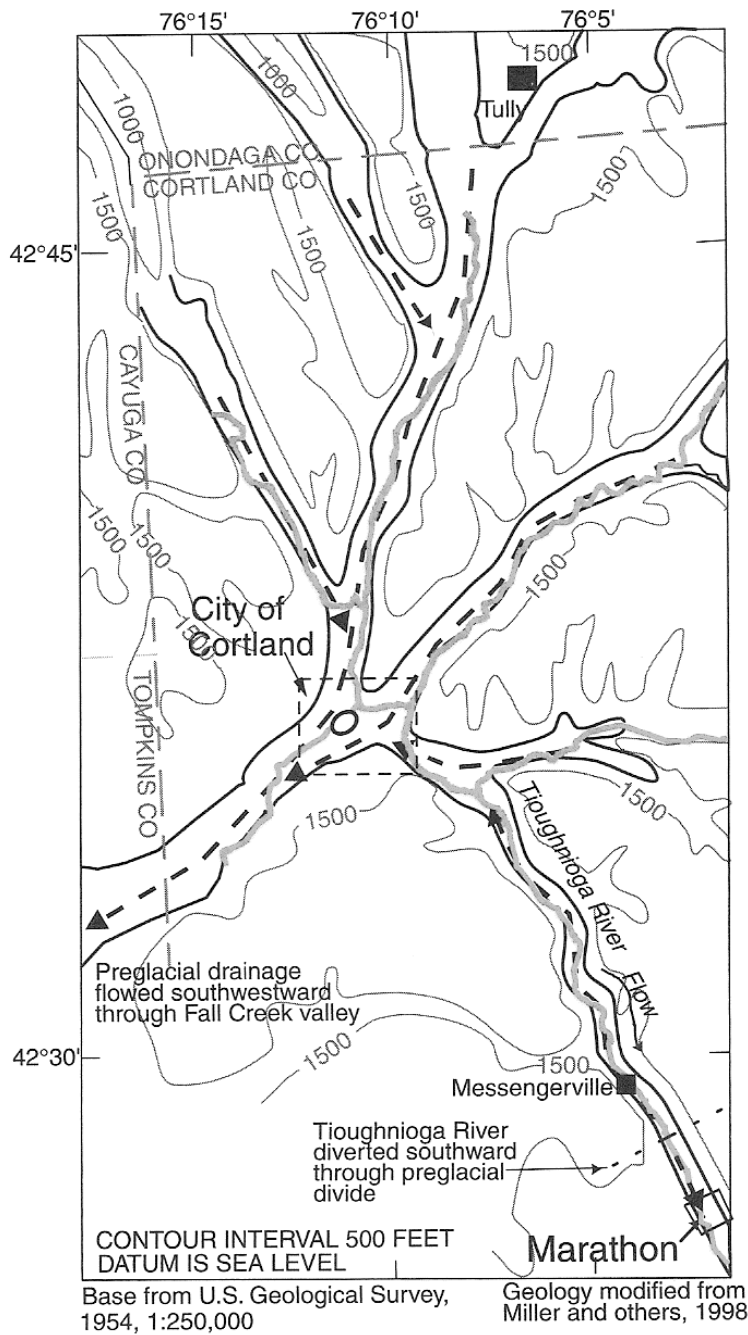 76°15'
76°10'
76°5'
1500
1000
1000
Tully
ONONDAGA CO
CORTLAND CO
1500
1500
1500
1500
42°45'
CAYUGA CO
1500
1500
1500
City of
Cortland
1500
TOMPKINS CO
1500
1500
Tioughnioga River Flow
Preglacial drainage
flowed southwestward
through Fall Creek valley
42°30'
1500
1500
Messengerville
Tioughnioga River
diverted southward
through preglacial
divide
Marathon
CONTOUR INTERVAL 500 FEET
DATUM IS SEA LEVEL
Base from U.S. Geological Survey,
1954, 1:250,000
Geology modified from
Miller and others, 1998